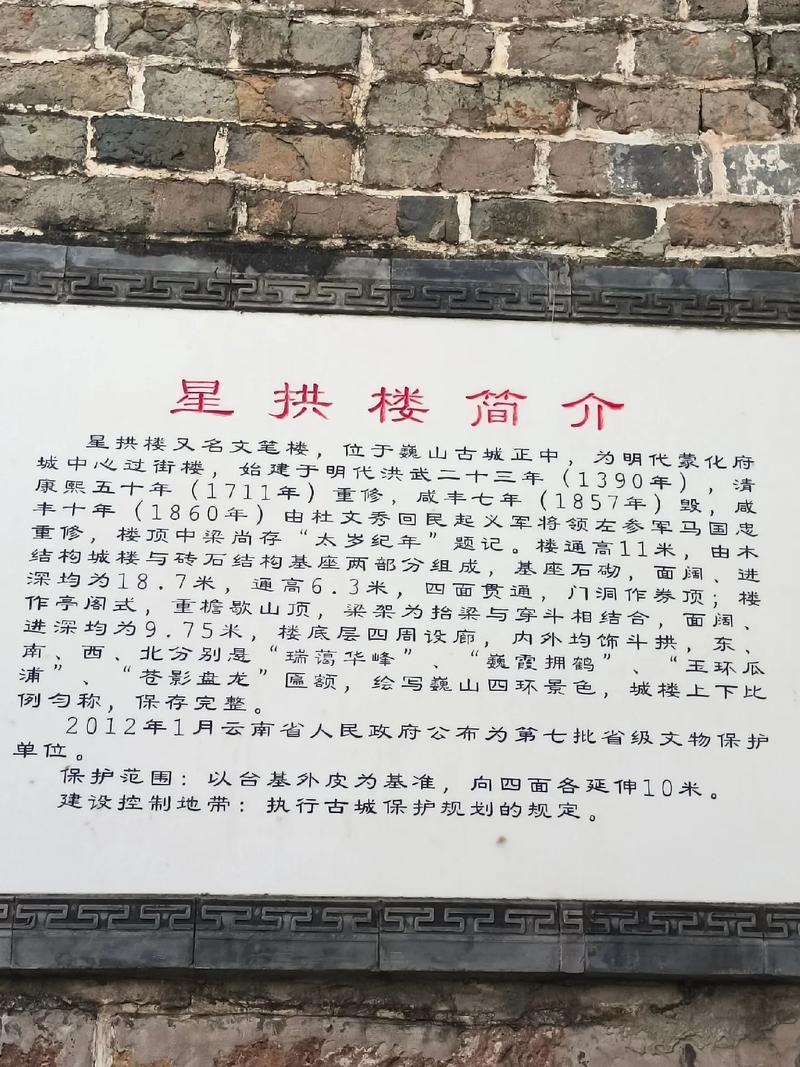 星拱楼简介
星拱楼又名文笔楼，位于巍山古城正中，为明代蒙化府
城中心过街楼，始建于明代洪武二十三年（1390年），清
康熙五十年（1711年）重修，咸丰七年（1857年）毁，咸
丰十年（1860年）由杜文秀回民起义军将领左参军马国忠
重修，楼顶中梁尚存“太岁纪年”题记。楼通高11米，由木
结构城楼与砖石结构基座两部分组成，基座石砌，面阔、进
深均为18.7米，通高6.3米，四面贯通，门洞作券顶；楼
作亭阁式，重檐歇山顶，梁架为抬梁与穿斗相结合，面阔、
进深均为9.75米，楼底层四周设廊，内外均饰斗拱，东、
南、西、北分别是“瑞蔼华峰”、“巍霞拥鹤”、“玉环瓜
浦”、“苍影盘龙”匾额，绘写巍山四环景色，城楼上下比
例匀称，保存完整。
2012年1月云南省人民政府公布为第七批省级文物保护
单位。
保护范围：以台基外皮为基准，向四面各延伸10米。
建设控制地带：执行古城保护规划的规定。